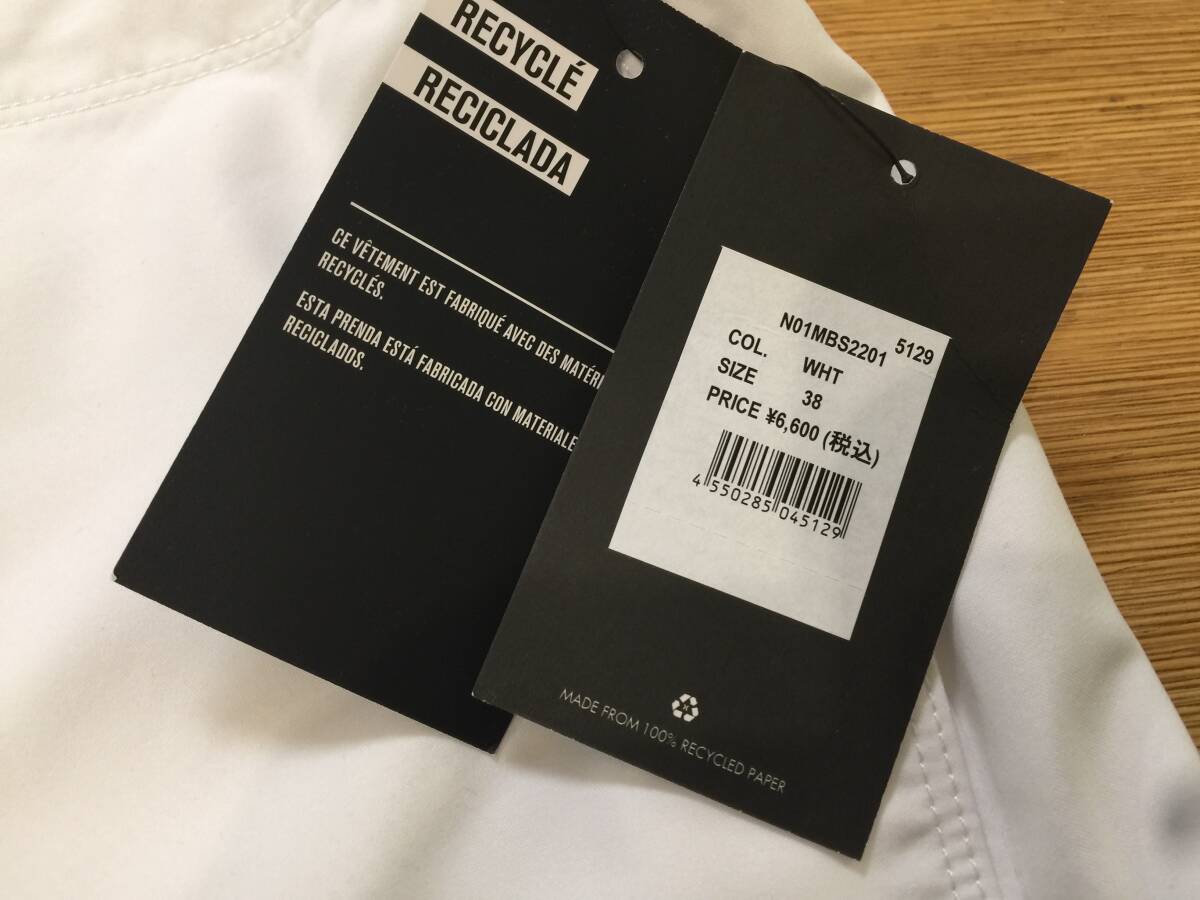 RECYCLÉ
RECICLADA
CE VÊTEMENT EST FABRIQUÉ AVEC DES MATÉRI
RECYCLÉS.
ESTA PRENDA ESTÁ FABRICADA CON MATERIALE
RECICLADOS.
N01MBS2201 5129
COL. WHT
SIZE 38
PRICE ¥6,600 (税込)
4 550285 045129
MADE FROM 100% RECYCLED PAPER